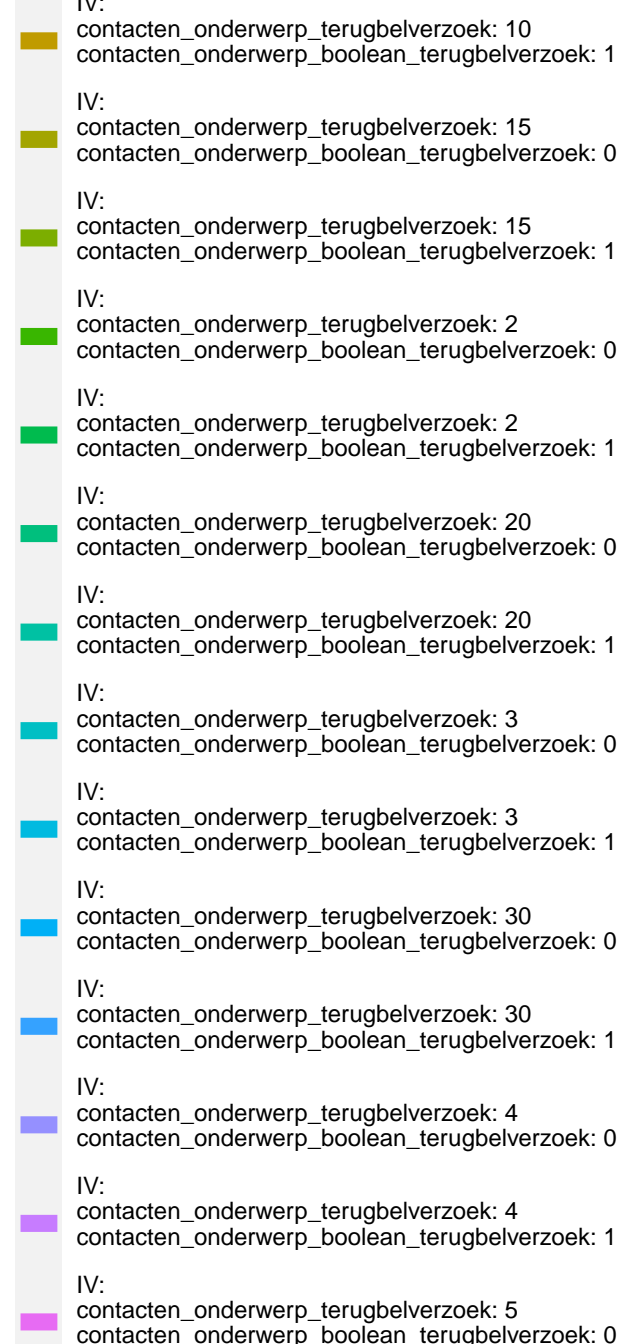 IV:
contacten_onderwerp_terugbelverzoek: 10
contacten_onderwerp_boolean_terugbelverzoek: 1
IV:
contacten_onderwerp_terugbelverzoek: 15
contacten_onderwerp_boolean_terugbelverzoek: 0
IV:
contacten_onderwerp_terugbelverzoek: 15
contacten_onderwerp_boolean_terugbelverzoek: 1
IV:
contacten_onderwerp_terugbelverzoek: 2
contacten_onderwerp_boolean_terugbelverzoek: 0
IV:
contacten_onderwerp_terugbelverzoek: 2
contacten_onderwerp_boolean_terugbelverzoek: 1
IV:
contacten_onderwerp_terugbelverzoek: 20
contacten_onderwerp_boolean_terugbelverzoek: 0
IV:
contacten_onderwerp_terugbelverzoek: 20
contacten_onderwerp_boolean_terugbelverzoek: 1
IV:
contacten_onderwerp_terugbelverzoek: 3
contacten_onderwerp_boolean_terugbelverzoek: 0
IV:
contacten_onderwerp_terugbelverzoek: 3
contacten_onderwerp_boolean_terugbelverzoek: 1
IV:
contacten_onderwerp_terugbelverzoek: 30
contacten_onderwerp_boolean_terugbelverzoek: 0
IV:
contacten_onderwerp_terugbelverzoek: 30
contacten_onderwerp_boolean_terugbelverzoek: 1
IV:
contacten_onderwerp_terugbelverzoek: 4
contacten_onderwerp_boolean_terugbelverzoek: 0
IV:
contacten_onderwerp_terugbelverzoek: 4
contacten_onderwerp_boolean_terugbelverzoek: 1
IV:
contacten_onderwerp_terugbelverzoek: 5
contacten_onderwerp_boolean_terugbelverzoek: 0